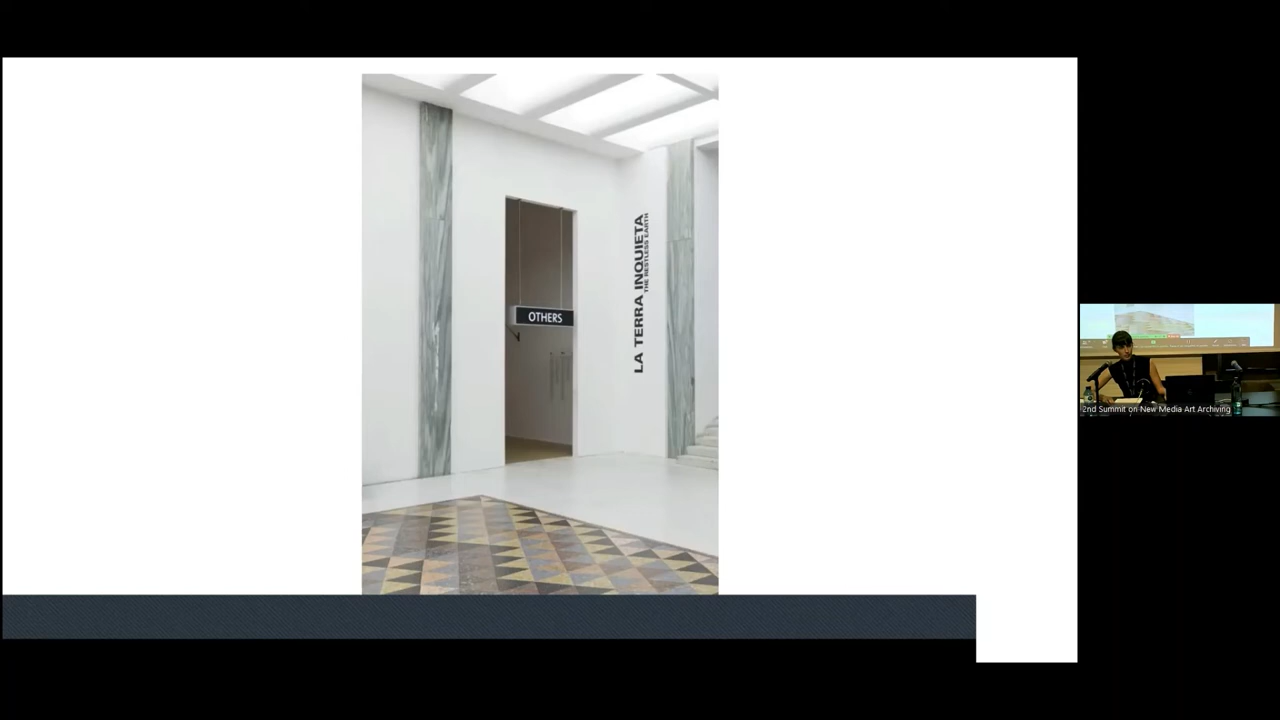 OTHERS
LA TERRA INQUIETA
THE RESTLESS EARTH
2nd Summit on New Media Art Archiving